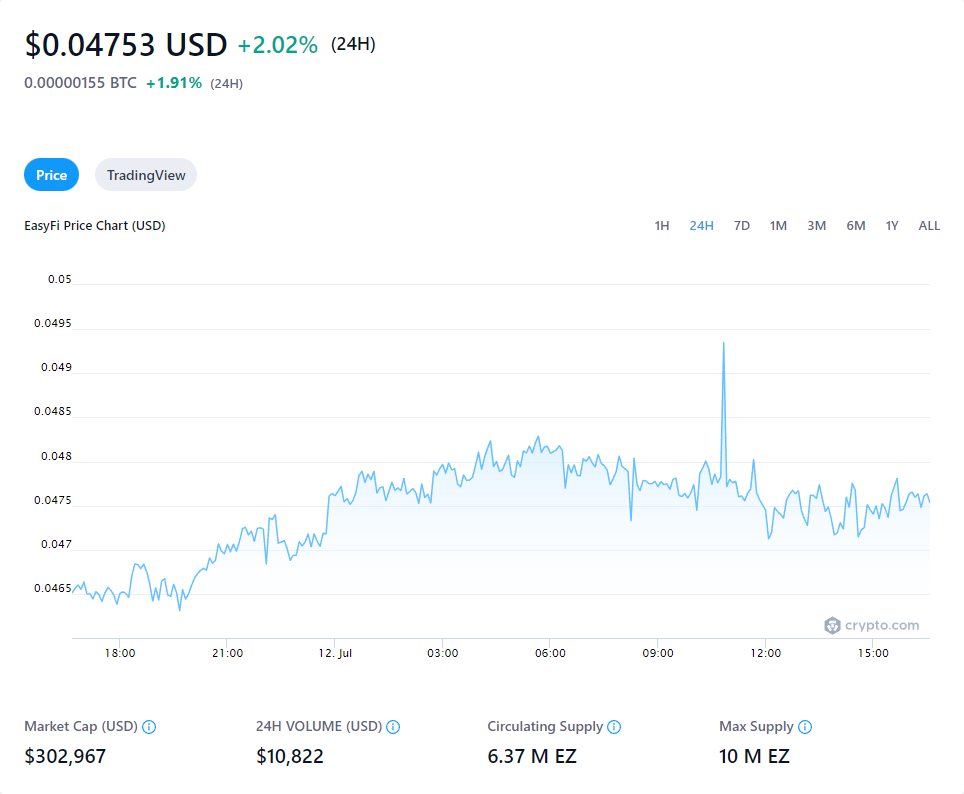 $0.04753 USD +2.02% (24H)
0.00000155 BTC +1.91% (24H)
Price TradingView
EasyFi Price Chart (USD) 1H 24H 7D 1M 3M 6M 1Y ALL
0.05
0.0495
0.049
0.0485
0.048
0.0475
0.047
0.0465
crypto.com
18:00 21:00 12. Jul 03:00 06:00 09:00 12:00 15:00
Market Cap (USD) 24H VOLUME (USD) Circulating Supply Max Supply
$302,967 $10,822 6.37 M EZ 10 M EZ